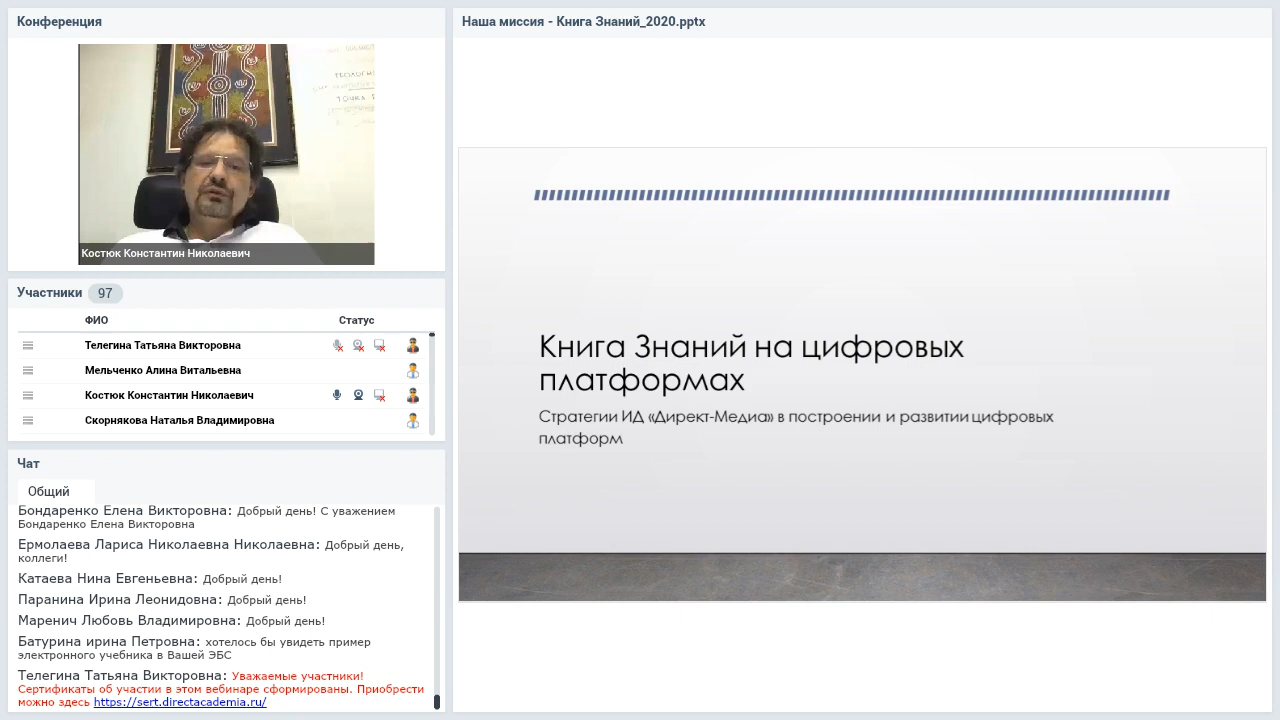 Конференция
ТЕОЛОГИ
Костюк Константин Николаевич
Участники 97
ФИО Статус
Телегина Татьяна Викторовна
Мельченко Алина Витальевна
Костюк Константин Николаевич
Скорнякова Наталья Владимировна
Чат
Общий
Бондаренко Елена Викторовна: Добрый день! С уважением
Бондаренко Елена Викторовна
Ермолаева Лариса Николаевна Николаевна: Добрый день,
коллеги!
Катаева Нина Евгеньевна: Добрый день!
Паранина Ирина Леонидовна: Добрый день!
Маренич Любовь Владимировна: Добрый день!
Батурина ирина Петровна: хотелось бы увидеть пример
электронного учебника в Вашей ЭБС
Телегина Татьяна Викторовна: Уважаемые участники!
Сертификаты об участии в этом вебинаре сформированы. Приобрести
можно здесь https://sert.directacademia.ru/
Наша миссия - Книга Знаний_2020.pptx
Книга Знаний на цифровых
платформах
Стратегии ИД «Директ-Медиа» в построении и развитии цифровых
платформ